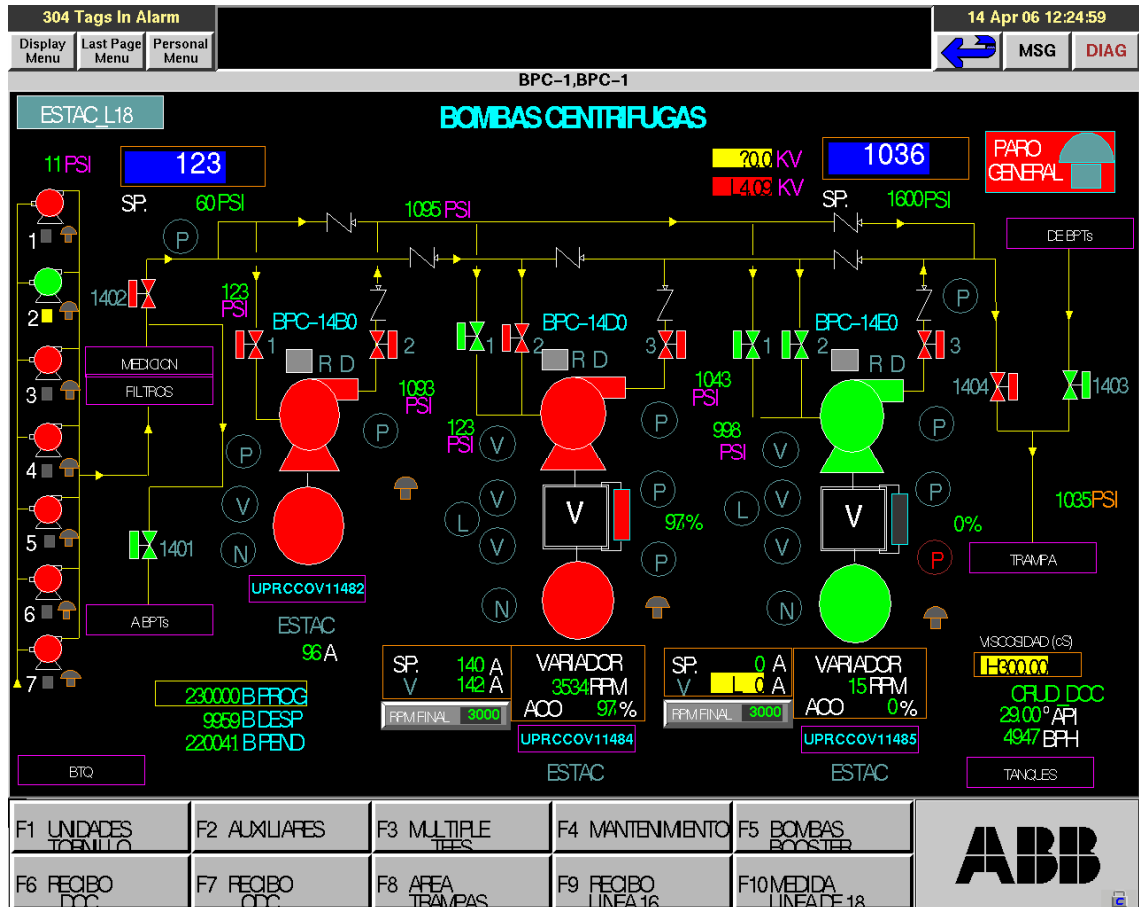 304 Tags In Alarm
14 Apr 06 12:24:59
Display Menu
Last Page Menu
Personal Menu
MSG
DIAG
BPC-1,BPC-1
ESTAC_L18
BOMBAS CENTRIFUGAS
PARO GENERAL
11 PSI
123
SP.
60 PSI
1095 PSI
?0.0 KV
L4.09 KV
1036
SP.
1600 PSI
DE BPTs
P
1
1402
2
123 PSI
BPC-14B0
1
2
R D
BPC-14D0
1
2
3
R D
BPC-14E0
1
2
3
R D
P
1404
1403
MEDICION
FILTROS
3
1093 PSI
1043 PSI
123 PSI
998 PSI
P
P
P
P
V
V
4
V
N
L
V
V
V
P
97.%
P
N
L
V
V
V
P
0%
P
N
1035 PSI
5
1401
TRAMPA
6
A BPTs
7
UPRCCOV11482
ESTAC
96 A
SP. 140 A
V 142 A
RPM FINAL 3000
VARIADOR
3534 RPM
ACO 97. %
UPRCCOV11484
ESTAC
SP. 0 A
V L 0 A
RPM FINAL 3000
VARIADOR
15 RPM
ACO 0 %
UPRCCOV11485
ESTAC
VISCOSIDAD (cS)
H300.00
CRUD_DOC
29.00 ° API
4947 BPH
230000 B PROG
9959 B DESP
220041 B PEND
BTQ
TANQUES
F1 UNIDADES TORNILLO
F2 AUXILIARES
F3 MULTIPLE TEES
F4 MANTENIMIENTO
F5 BOMBAS BOOSTER
F6 RECIBO DOC
F7 RECIBO ODC
F8 AREA TRAMPAS
F9 RECIBO LINEA 16
F10 MEDIDA LINEA DE 18
ABB